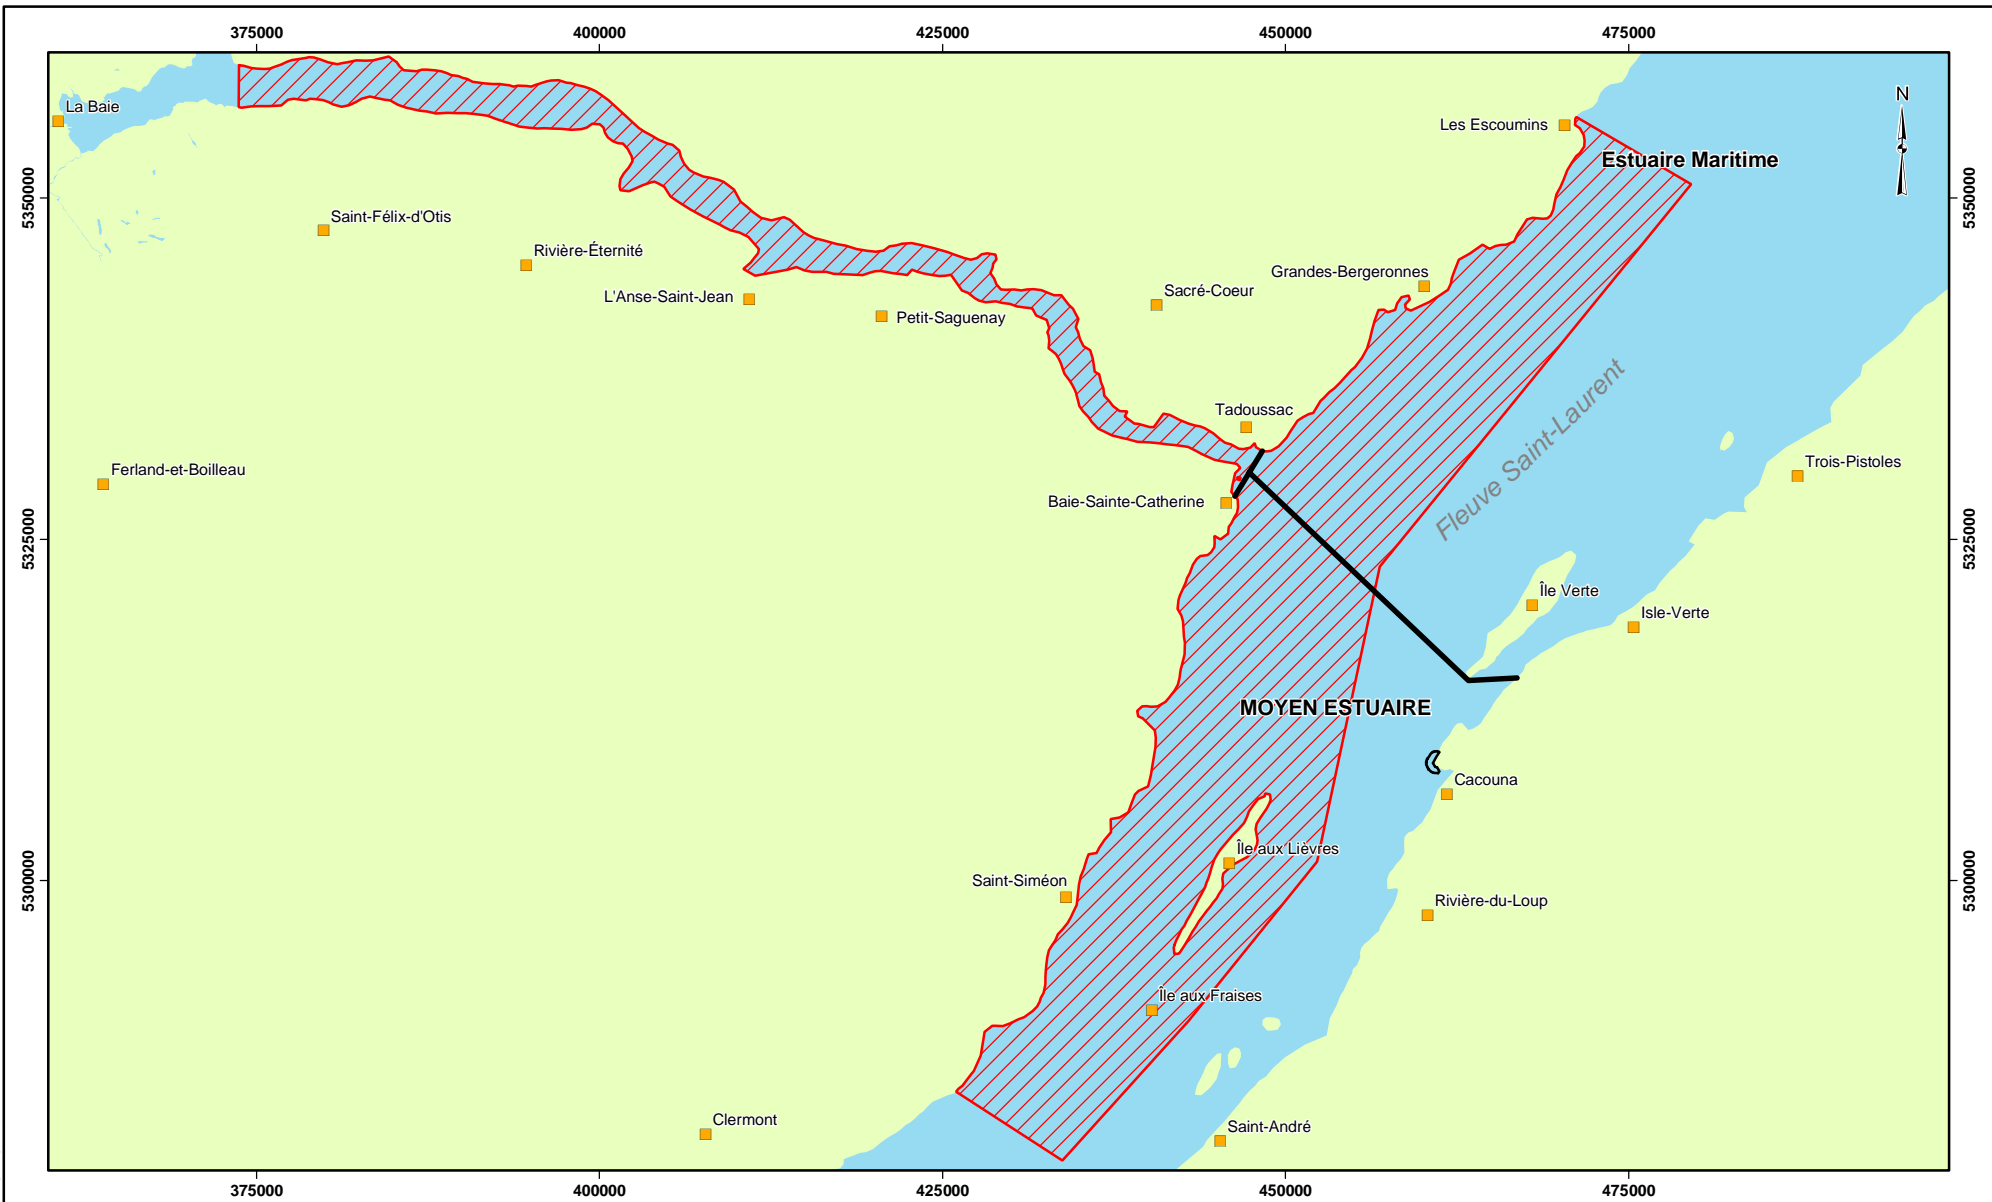 375000
400000
425000
450000
475000
N
La Baie
Les Escoumins
Estuaire Maritime
5350000
5350000
Saint-Félix-d'Otis
Rivière-Éternité
L'Anse-Saint-Jean
Petit-Saguenay
Sacré-Coeur
Grandes-Bergeronnes
Fleuve Saint-Laurent
Tadoussac
Ferland-et-Boilleau
Baie-Sainte-Catherine
Trois-Pistoles
5325000
5325000
Île Verte
Isle-Verte
MOYEN ESTUAIRE
Cacouna
Île aux Lièvres
Saint-Siméon
5300000
5300000
Rivière-du-Loup
Île aux Fraises
Clermont
Saint-André
375000
400000
425000
450000
475000